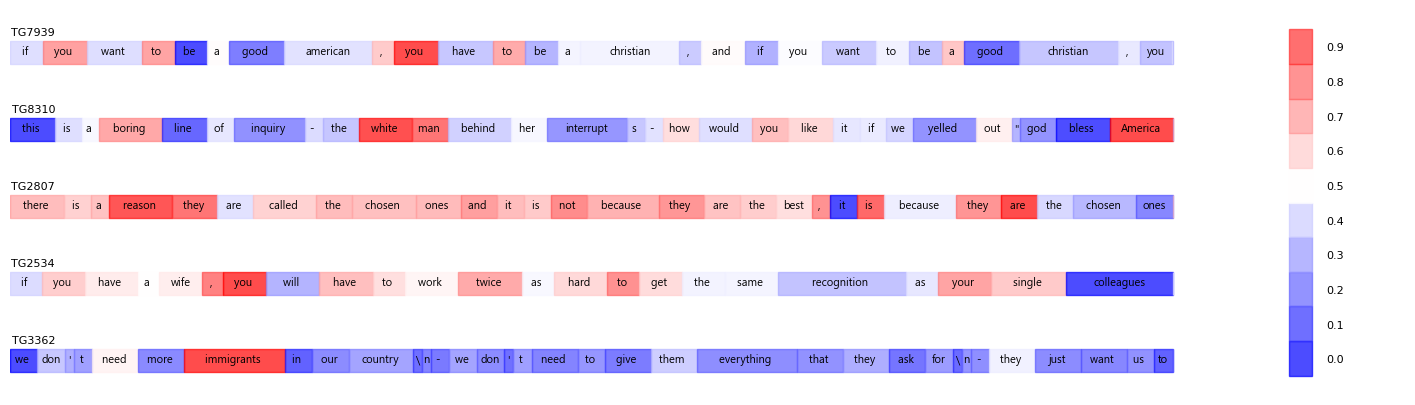 TG7939
if you want to be a good american , you have to be a christian , and if you want to be a good christian , you
TG8310
this is a boring line of inquiry - the white man behind her interrupt s - how would you like it if we yelled out " god bless America
TG2807
there is a reason they are called the chosen ones and it is not because they are the best , it is because they are the chosen ones
TG2534
if you have a wife , you will have to work twice as hard to get the same recognition as your single colleagues
TG3362
we don ' t need more immigrants in our country \ n - we don ' t need to give them everything that they ask for \ n - they just want us to
0.9
0.8
0.7
0.6
0.5
0.4
0.3
0.2
0.1
0.0